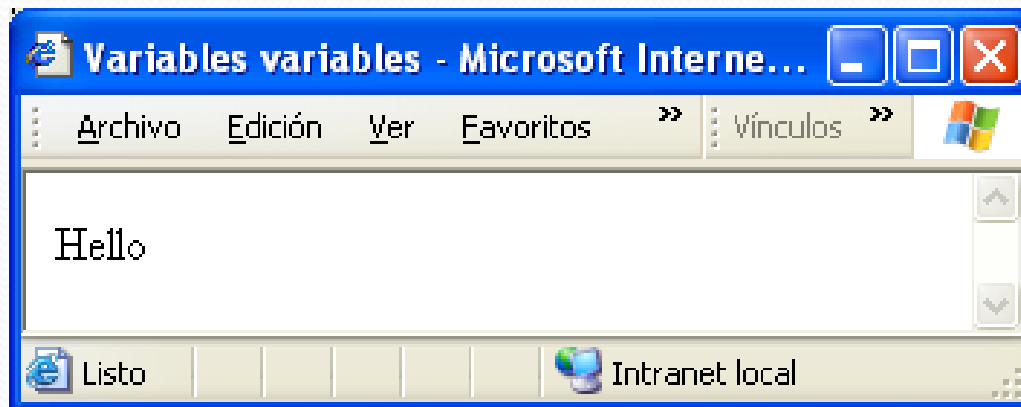 Variables variables - Microsoft Interne...
Archivo Edición Ver Favoritos » Vínculos »
Hello
Listo Intranet local